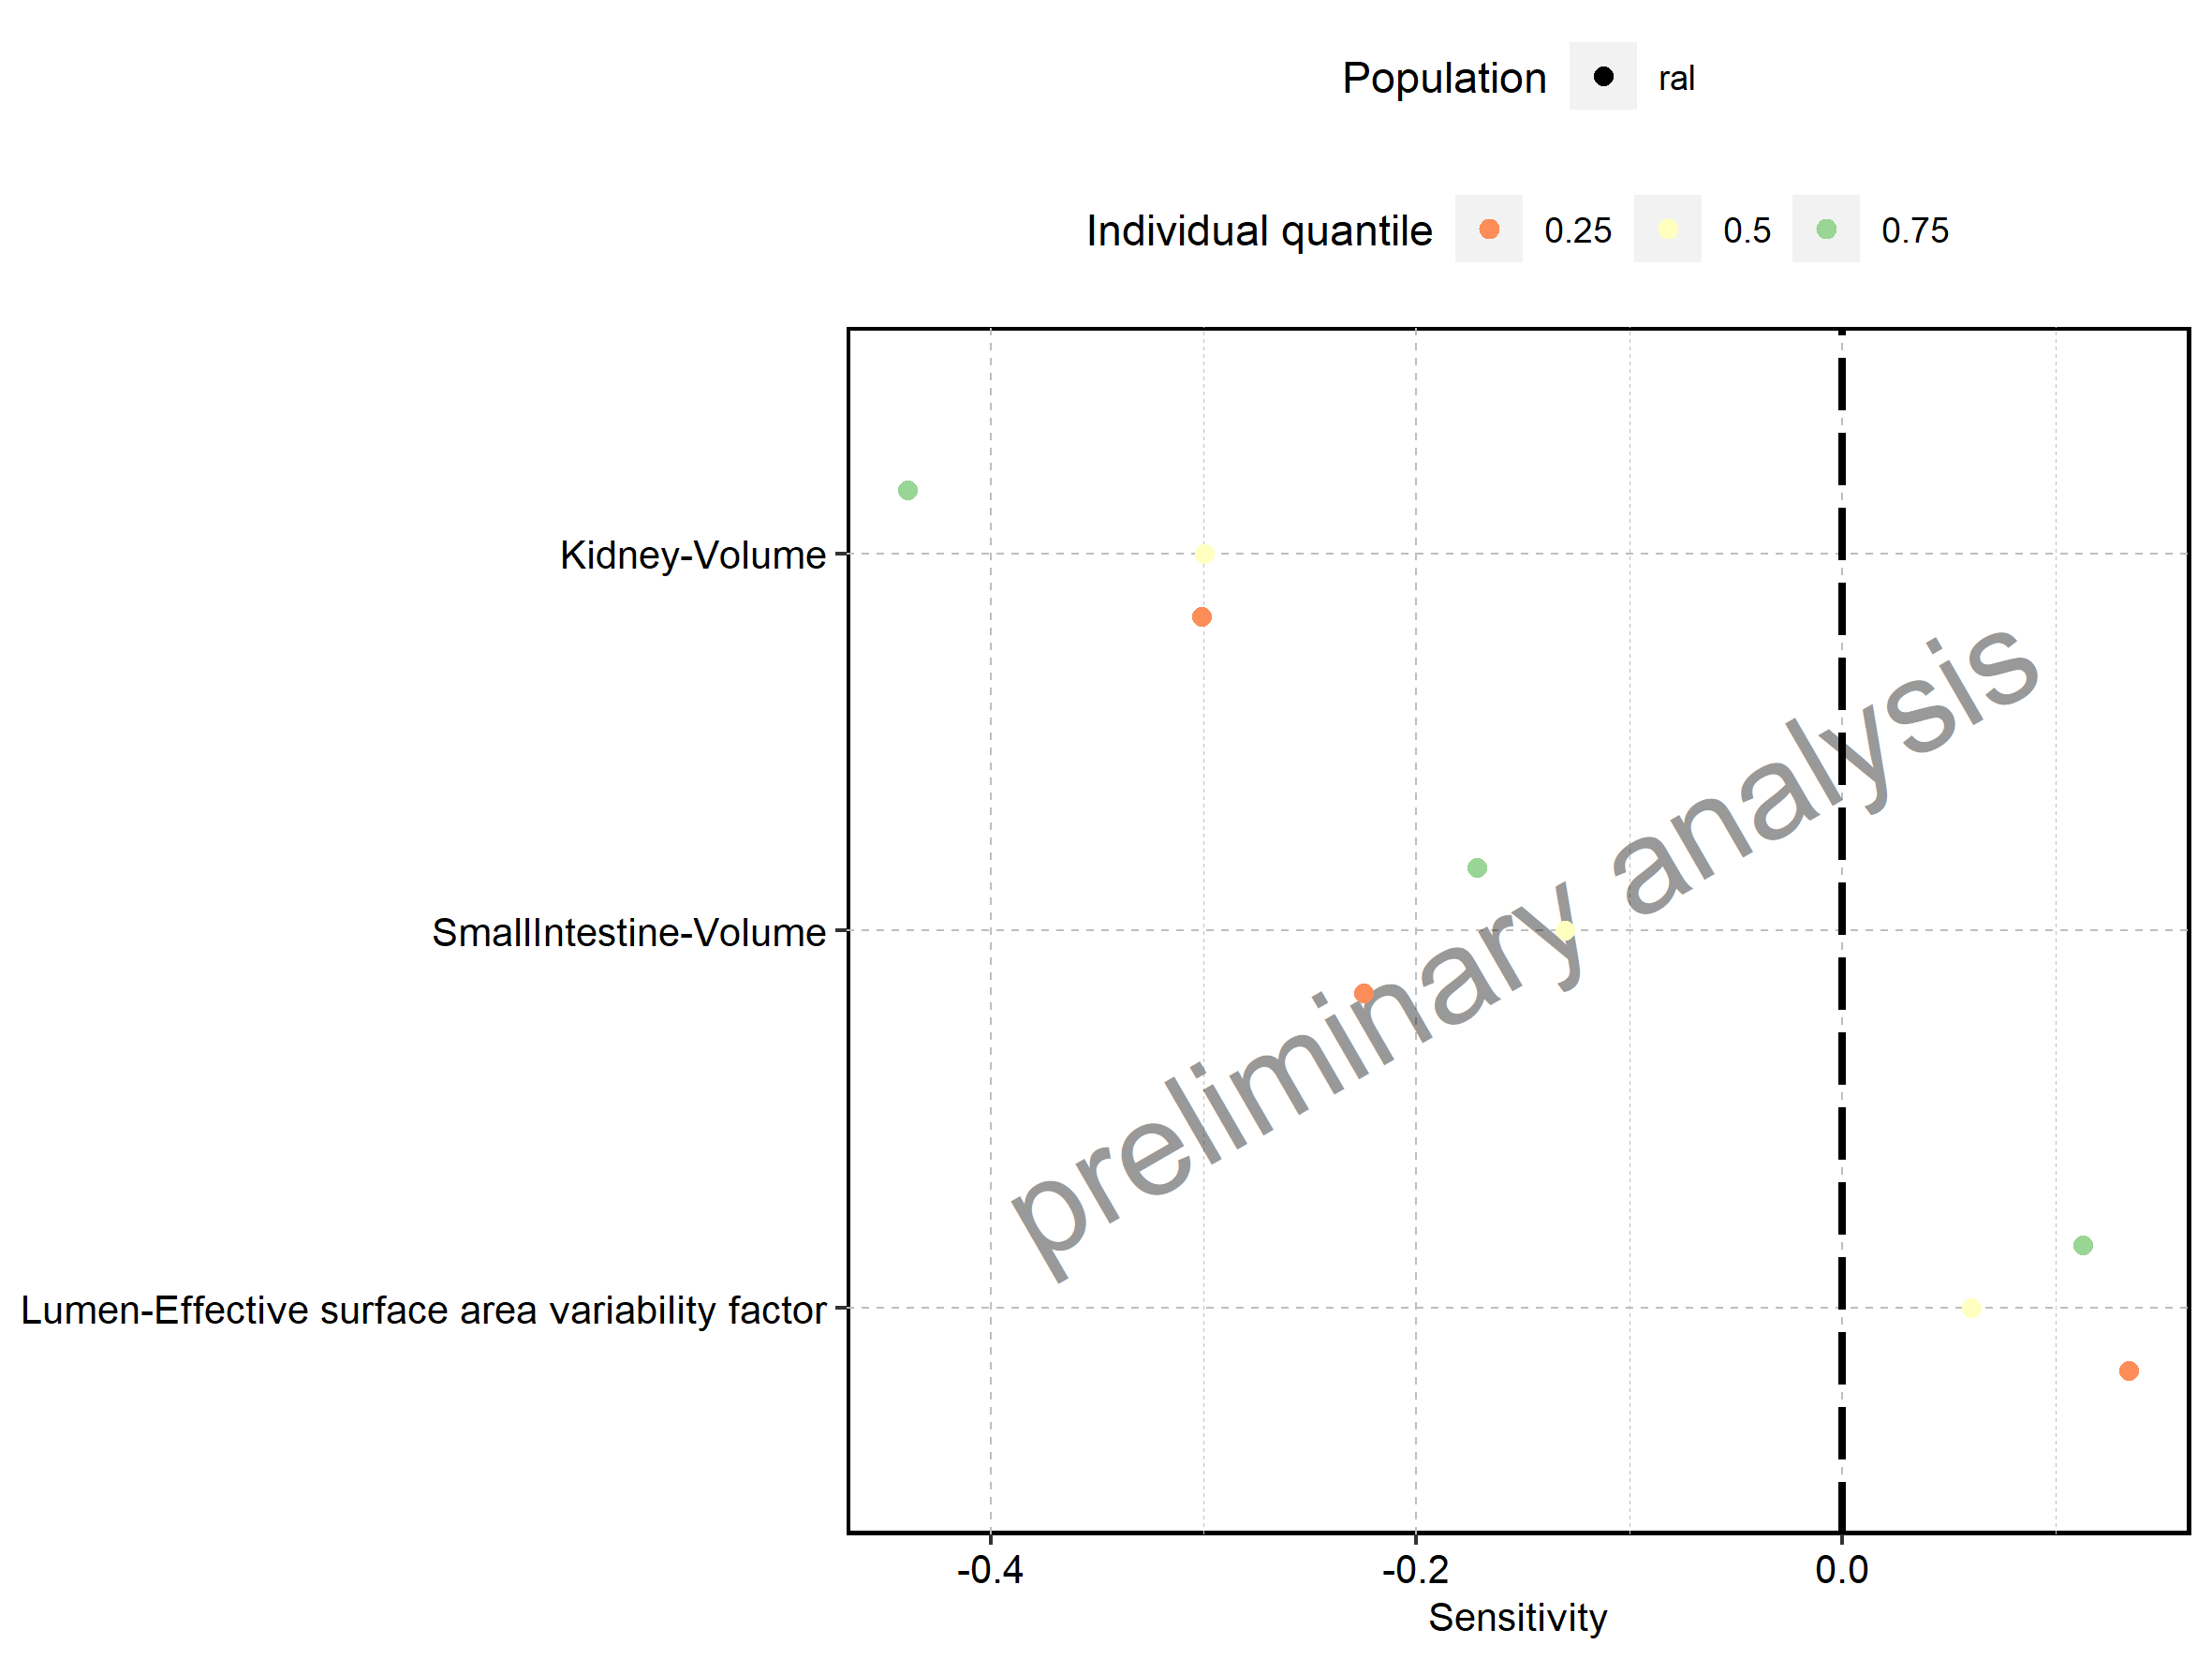 Population ral
Individual quantile 0.25 0.5 0.75
Kidney-Volume
SmallIntestine-Volume
Lumen-Effective surface area variability factor
preliminary analysis
-0.4 -0.2 0.0
Sensitivity